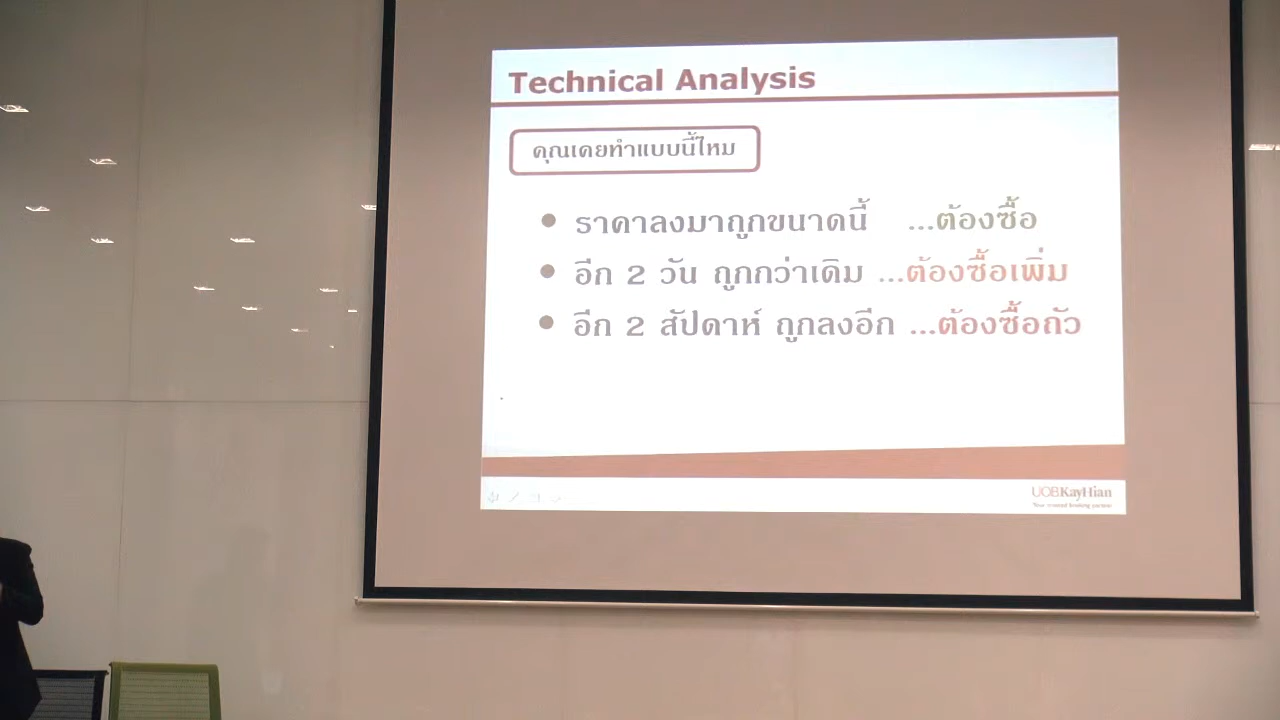 Technical Analysis
คุณเคยทำแบบนี้ไหม
• ราคาลงมาถูกขนาดนี้ ...ต้องซื้อ
• อีก 2 วัน ถูกกว่าเดิม ...ต้องซื้อเพิ่ม
• อีก 2 สัปดาห์ ถูกลงอีก ...ต้องซื้อถัว
UOBKayHian
Your trusted broking partner